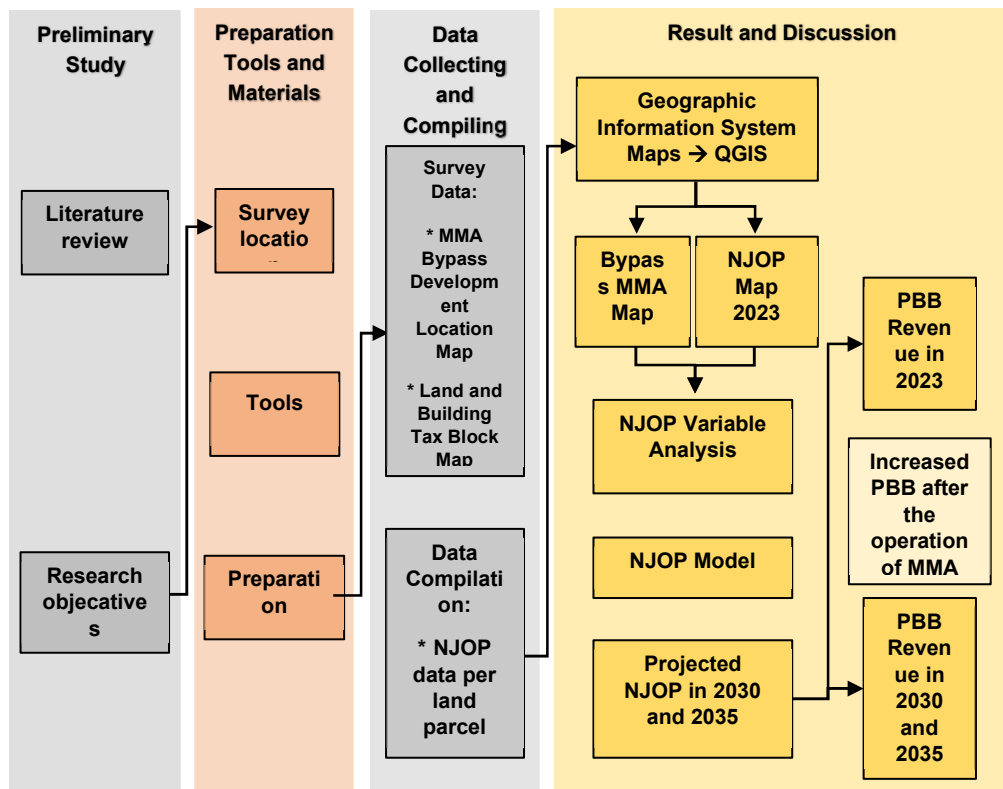 Preliminary
Study
Literature
review
Research
objecative
s
Preparation
Tools and
Materials
Survey
locatio
Tools
Preparati
on
Data
Collecting
and
Compiling
Survey
Data:
* MMA
Bypass
Developm
ent
Location
Map
* Land and
Building
Tax Block
Map
Data
Compilati
on:
* NJOP
data per
land
parcel
Result and Discussion
Geographic
Information System
Maps → QGIS
Bypas
s MMA
Map
NJOP
Map
2023
NJOP Variable
Analysis
NJOP Model
Projected
NJOP in 2030
and 2035
PBB
Reven
ue in
2023
Increased
PBB after
the
operation
of MMA
PBB
Reven
ue in
2030
and
2035